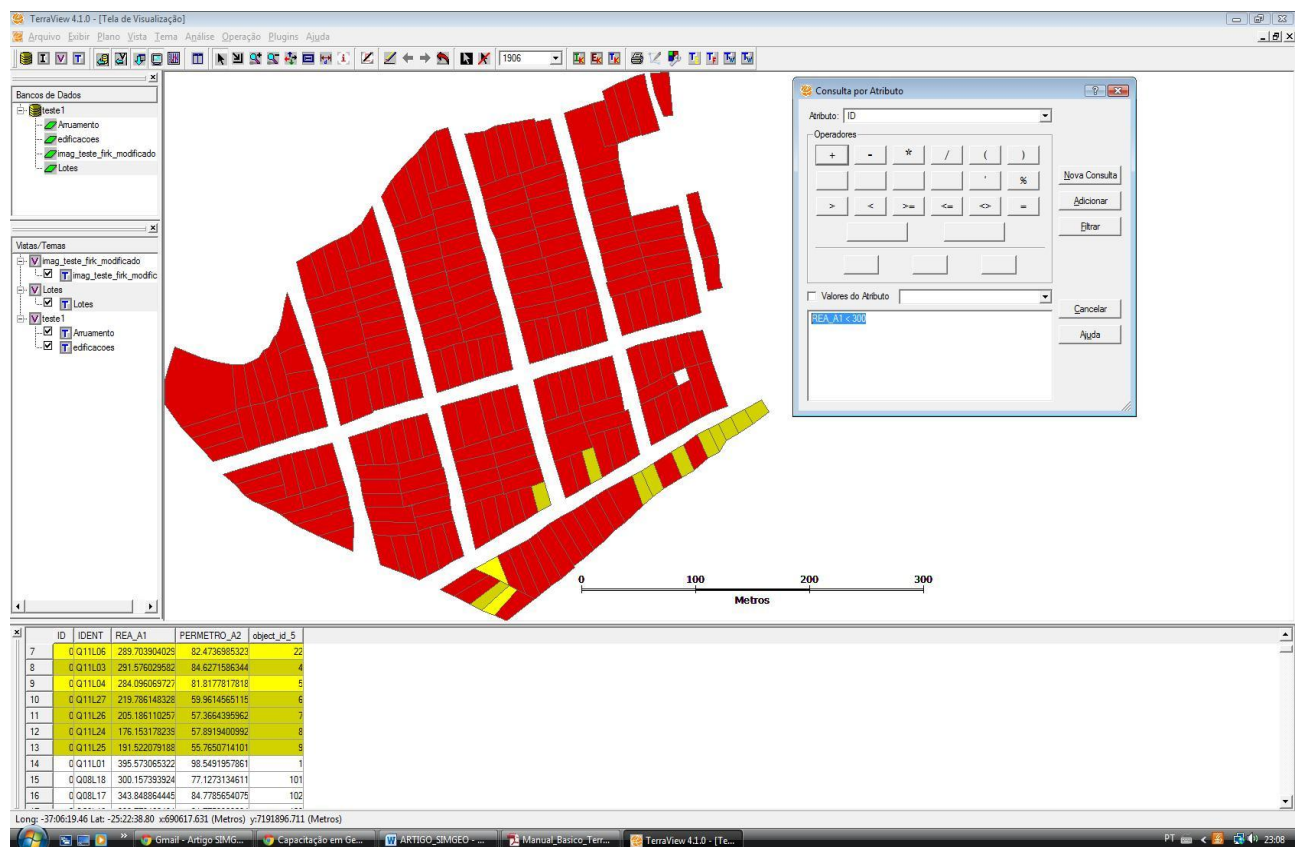 TerraView 4.1.0 - [Tela de Visualização]
Arquivo Exibir Plano Vista Tema Análise Operação Plugins Ajuda
1906
Bancos de Dados
teste1
Arruamento
edificacoes
imag_teste_firk_modificado
Lotes
Vistas/Temas
imag_teste_firk_modificado
imag_teste_firk_modific
Lotes
Lotes
teste1
Arruamento
edificacoes
Consulta por Atributo
Atributo: ID
Operadores
+ - * / ( )
' %
> < >= <= <> =
Nova Consulta
Adicionar
Filtrar
Valores do Atributo
Cancelar
REA_A1 < 300
Ajuda
0 100 200 300
Metros
ID IDENT REA_A1 PERMETRO_A2 object_id_5
7 0 Q11L06 289.703904029 82.4736985323 22
8 0 Q11L03 291.576029582 84.6271586344 4
9 0 Q11L04 284.096069727 81.8177817818 5
10 0 Q11L27 219.786148328 59.9614565115 6
11 0 Q11L26 205.186110257 57.3664395962 7
12 0 Q11L24 176.153178239 57.8919400992 8
13 0 Q11L25 191.522079188 55.7650714101 9
14 0 Q11L01 395.573065322 98.5491957861 1
15 0 Q08L18 300.157393924 77.1273134611 101
16 0 Q08L17 343.848864445 84.7785654075 102
Long: -37:06:19.46 Lat: -25:22:38.80 x:690617.631 (Metros) y:7191896.711 (Metros)
Gmail - Artigo SIMG... Capacitação em Ge... ARTIGO_SIMGEO - ... Manual_Basico_Terr... TerraView 4.1.0 - [Te... PT 23:08